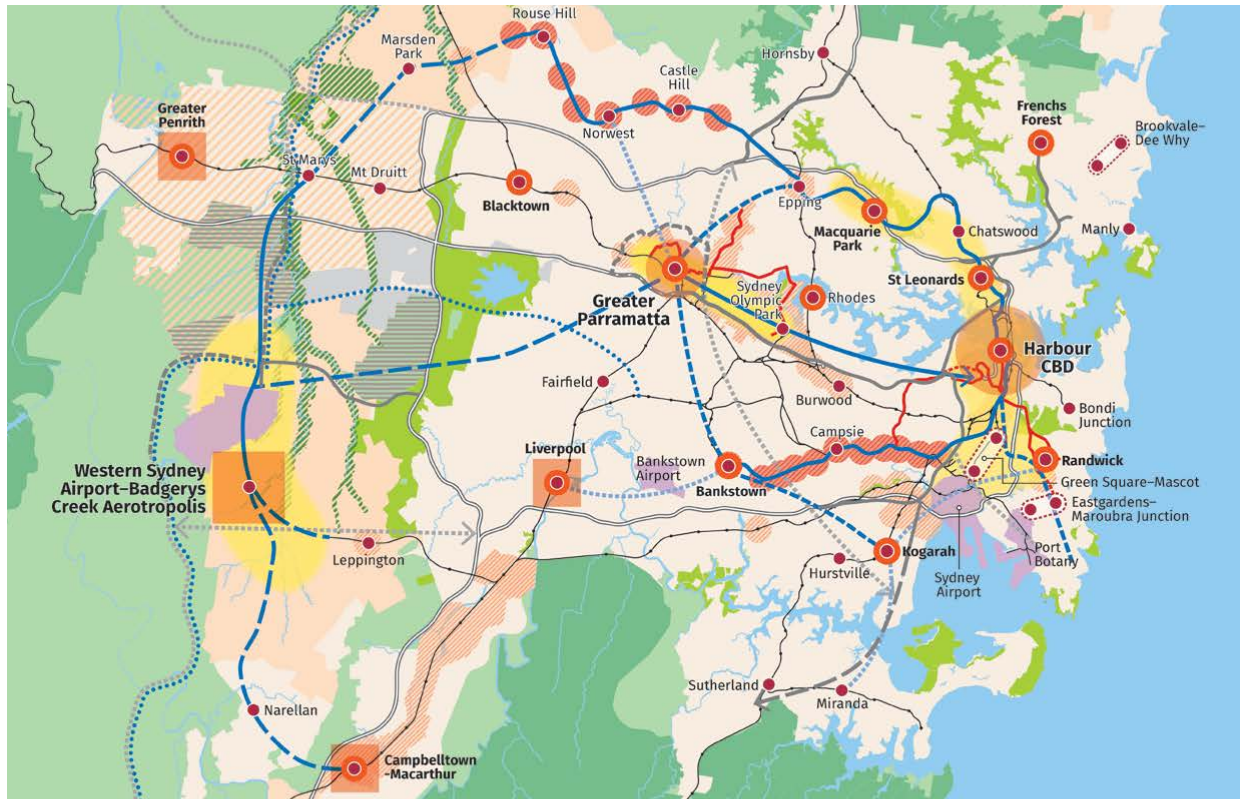 Rouse Hill
Marsden
Park
Hornsby
Castle
Hill
Greater
Penrith
Norwest
Frenchs
Forest
Brookvale–
Dee Why
St Marys
Mt Druitt
Blacktown
Epping
Macquarie
Park
Chatswood
Manly
St Leonards
Greater
Parramatta
Sydney
Olympic
Park
Rhodes
Harbour
CBD
Fairfield
Burwood
Bondi
Junction
Campsie
Liverpool
Bankstown
Airport
Bankstown
Randwick
Western Sydney
Airport–Badgerys
Creek Aerotropolis
Green Square–Mascot
Eastgardens–
Maroubra Junction
Leppington
Kogarah
Port
Botany
Hurstville
Sydney
Airport
Sutherland
Miranda
Narellan
Campbelltown
-Macarthur